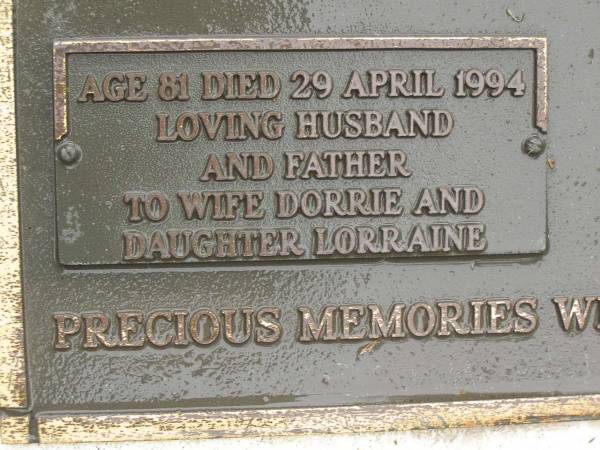 AGE 81 DIED 29 APRIL 1994
LOVING HUSBAND
AND FATHER
TO WIFE DORRIE AND
DAUGHTER LORRAINE
PRECIOUS MEMORIES